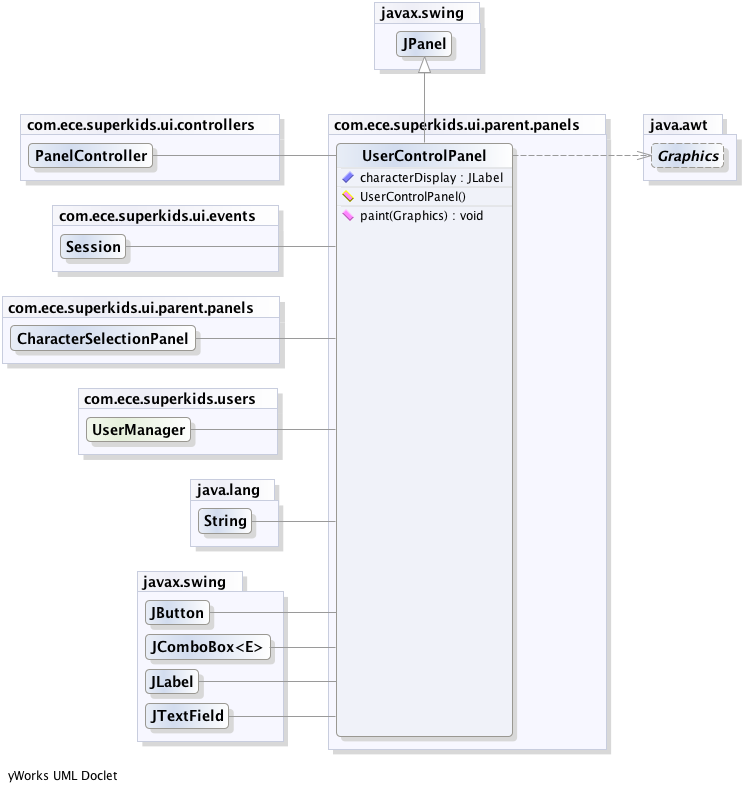 javax.swing
JPanel
com.ece.superkids.ui.controllers
PanelController
com.ece.superkids.ui.parent.panels
UserControlPanel
characterDisplay : JLabel
UserControlPanel()
paint(Graphics) : void
java.awt
Graphics
com.ece.superkids.ui.events
Session
com.ece.superkids.ui.parent.panels
CharacterSelectionPanel
com.ece.superkids.users
UserManager
java.lang
String
javax.swing
JButton
JComboBox<E>
JLabel
JTextField
yWorks UML Doclet